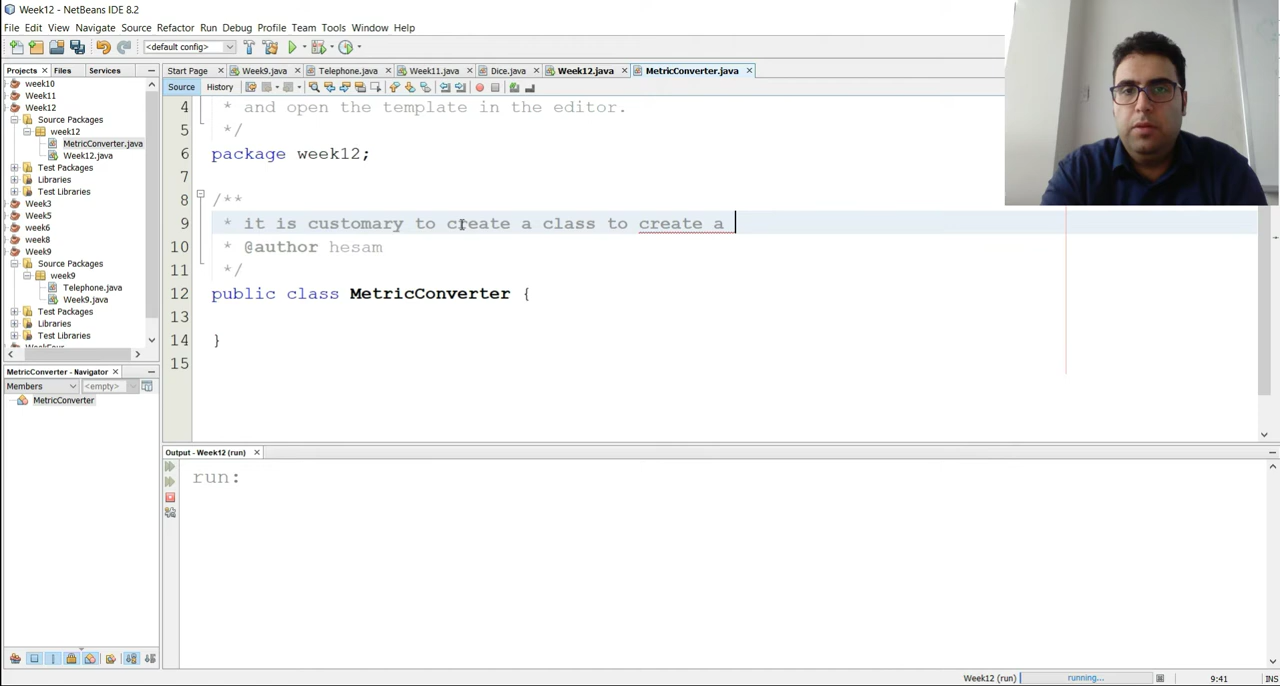 Week12 - NetBeans IDE 8.2
File Edit View Navigate Source Refactor Run Debug Profile Team Tools Window Help
<default config>
Projects Files Services
Start Page Week9.java Telephone.java Week11.java Dice.java Week12.java MetricConverter.java
Source History
week10
Week11
Week12
Source Packages
week12
MetricConverter.java
Week12.java
Test Packages
Libraries
Test Libraries
Week3
Week5
week6
week8
Week9
Source Packages
week9
Telephone.java
Week9.java
Test Packages
Libraries
Test Libraries
MetricConverter - Navigator
Members <empty>
MetricConverter
4 * and open the template in the editor.
5 */
6 package week12;
7
8 /**
9 * it is customary to create a class to create a
10 * @author hesam
11 */
12 public class MetricConverter {
13
14 }
15
Output - Week12 (run)
run:
Week12 (run) running... 9:41 INS